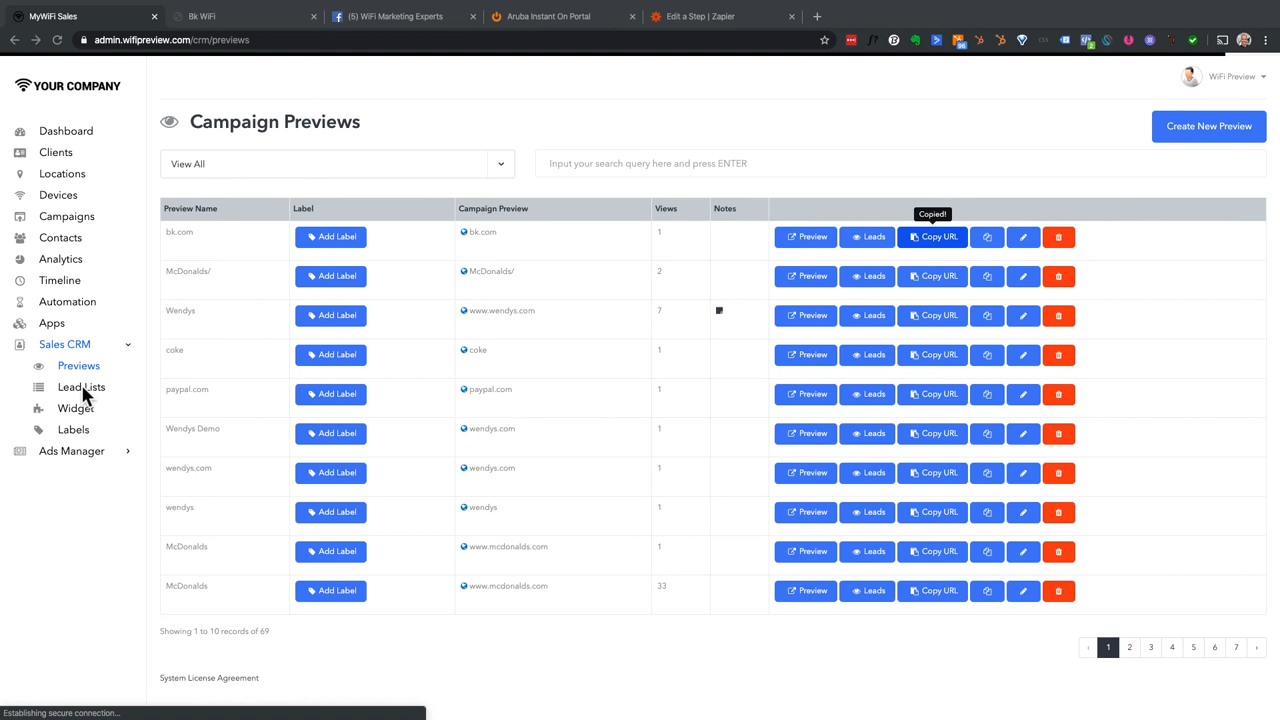 MyWiFi Sales
Bk WiFi
(5) WiFi Marketing Experts
Aruba Instant On Portal
Edit a Step | Zapier
admin.wifipreview.com/crm/previews
YOUR COMPANY
WiFi Preview
Dashboard
Clients
Locations
Devices
Campaigns
Contacts
Analytics
Timeline
Automation
Apps
Sales CRM
Previews
Lead Lists
Widget
Labels
Ads Manager
Campaign Previews
Create New Preview
View All
Input your search query here and press ENTER
Preview Name Label Campaign Preview Views Notes
Copied!
bk.com Add Label bk.com 1 Preview Leads Copy URL
McDonalds/ Add Label McDonalds/ 2 Preview Leads Copy URL
Wendys Add Label www.wendys.com 7 Preview Leads Copy URL
coke Add Label coke 1 Preview Leads Copy URL
paypal.com Add Label paypal.com 1 Preview Leads Copy URL
Wendys Demo Add Label wendys.com 1 Preview Leads Copy URL
wendys.com Add Label wendys.com 1 Preview Leads Copy URL
wendys Add Label wendys 1 Preview Leads Copy URL
McDonalds Add Label www.mcdonalds.com 1 Preview Leads Copy URL
McDonalds Add Label www.mcdonalds.com 33 Preview Leads Copy URL
Showing 1 to 10 records of 69
‹ 1 2 3 4 5 6 7 ›
System License Agreement
Establishing secure connection...